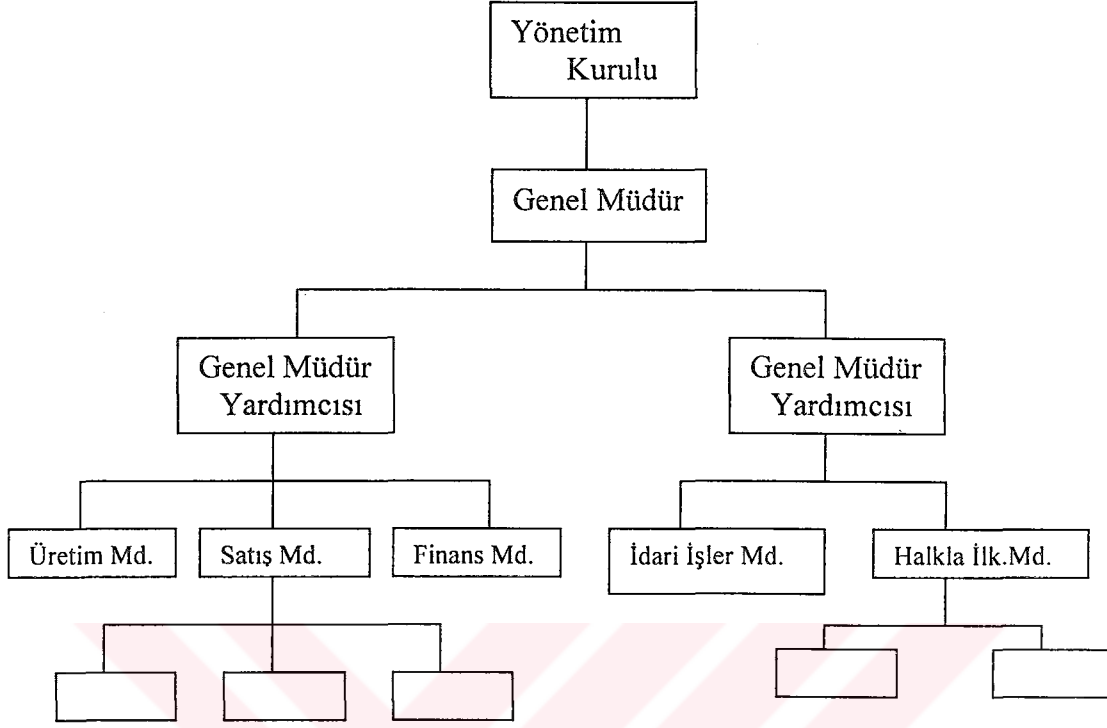 Yönetim
Kurulu
Genel Müdür
Genel Müdür
Yardımcısı
Genel Müdür
Yardımcısı
Üretim Md.
Satış Md.
Finans Md.
İdari İşler Md.
Halkla İlk.Md.